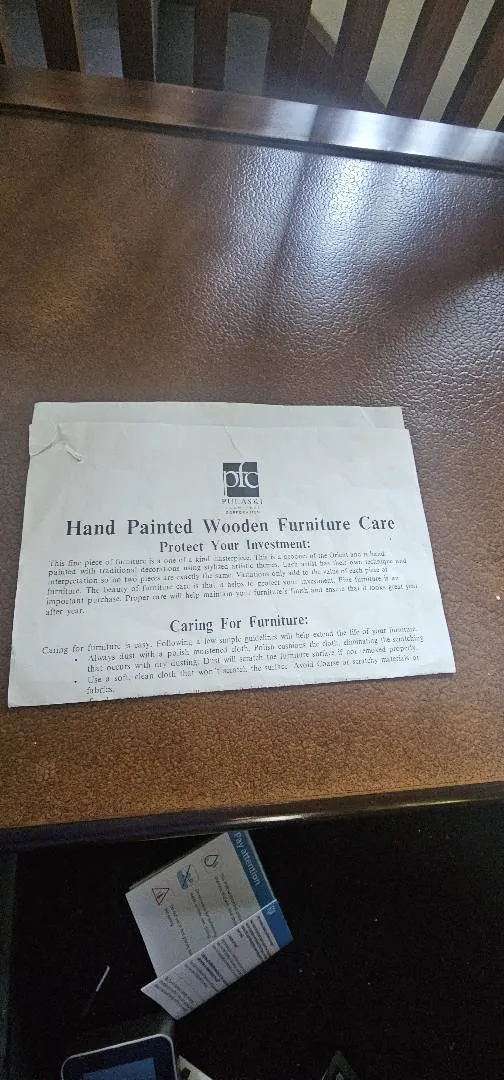 pfc
PULASKI
FURNITURE
CORPORATION
Hand Painted Wooden Furniture Care
Protect Your Investment:
This fine piece of furniture is a one of a kind masterpiece. This is a product of the Orient and is hand
painted with traditional decorations using stylized artistic themes. Each artist has their own technique and
interpretation so no two pieces are exactly the same. Variations only add to the value of each piece of
furniture. The beauty of furniture care is that it helps to protect your investment. Fine furniture is an
important purchase. Proper care will help maintain your furniture's finish and ensure that it looks great year
after year.
Caring For Furniture:
Caring for furniture is easy. Following a few simple guidelines will help extend the life of your furniture.
• Always dust with a polish moistened cloth. Polish cushions the cloth, eliminating the scratching
that occurs with dry dusting. Dust will scratch the furniture surface if not removed properly.
• Use a soft, clean cloth that won't scratch the surface. Avoid Coarse or scratchy materials or
fabrics.
Pay attention